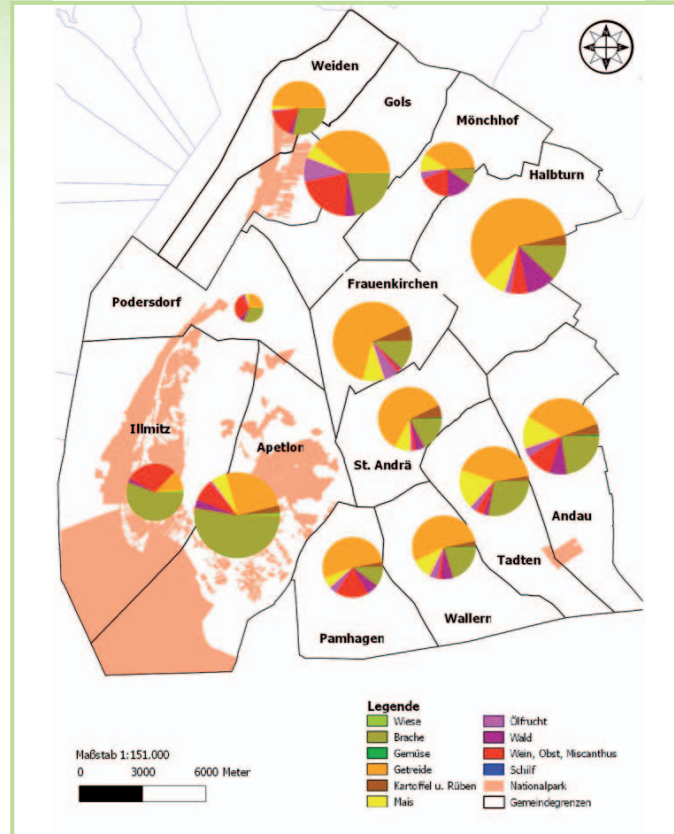 Weiden
Gols
Mönchhof
Halbturn
Frauenkirchen
Podersdorf
Illmitz
Apetlon
St. Andrä
Andau
Tadten
Wallern
Pamhagen
Legende
Wiese
Brache
Gemüse
Getreide
Kartoffel u. Rüben
Mais
Ölfrucht
Wald
Wein, Obst, Miscanthus
Schilf
Nationalpark
Gemeindegrenzen
Maßstab 1:151.000
0 3000 6000 Meter